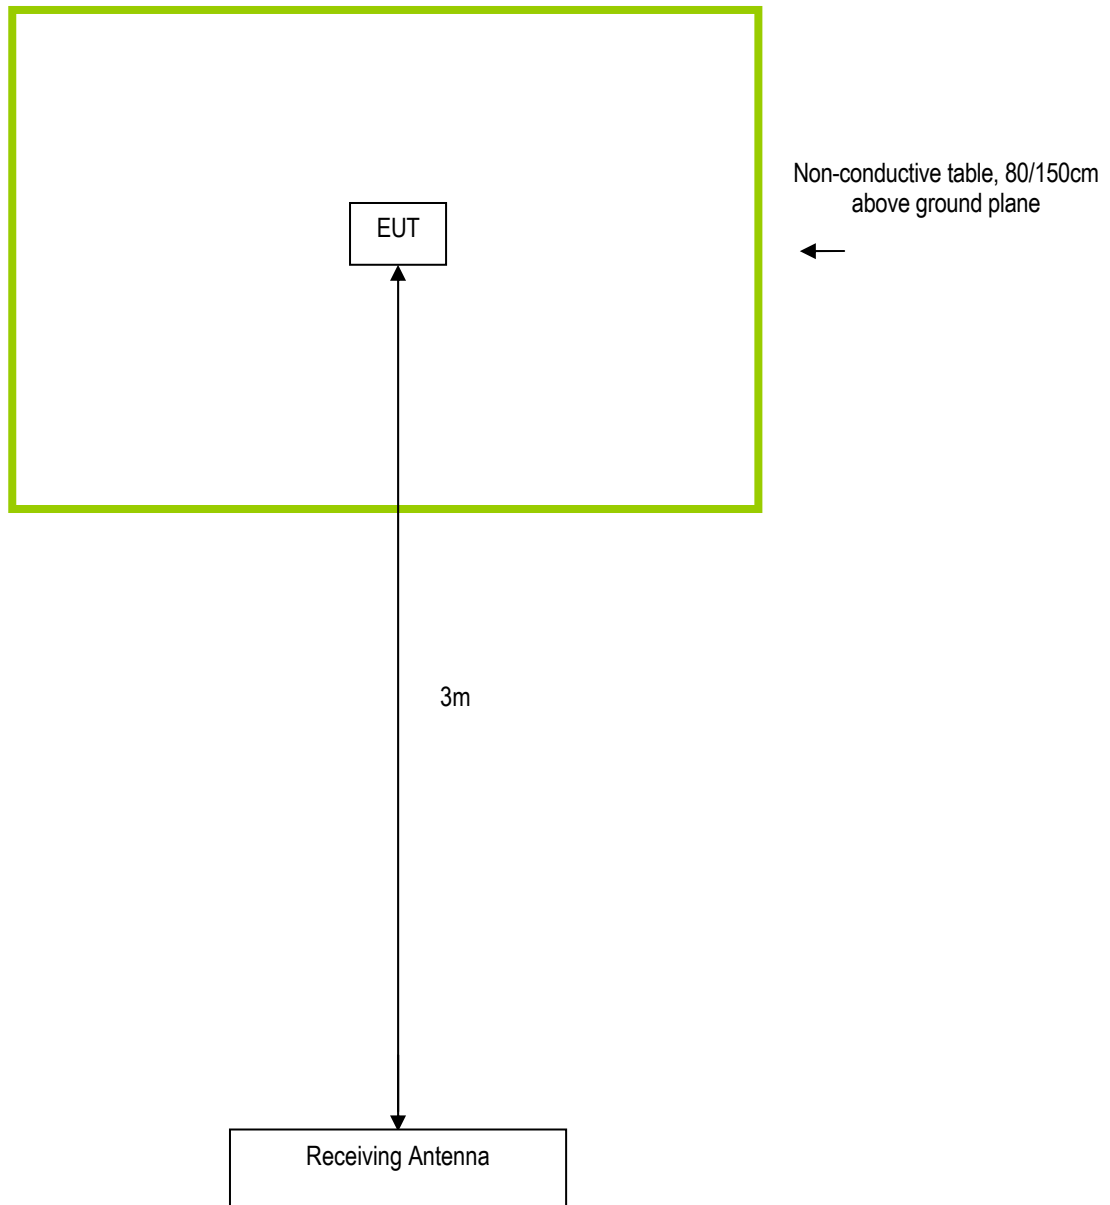 Non-conductive table, 80/150cm
above ground plane
EUT
3m
Receiving Antenna